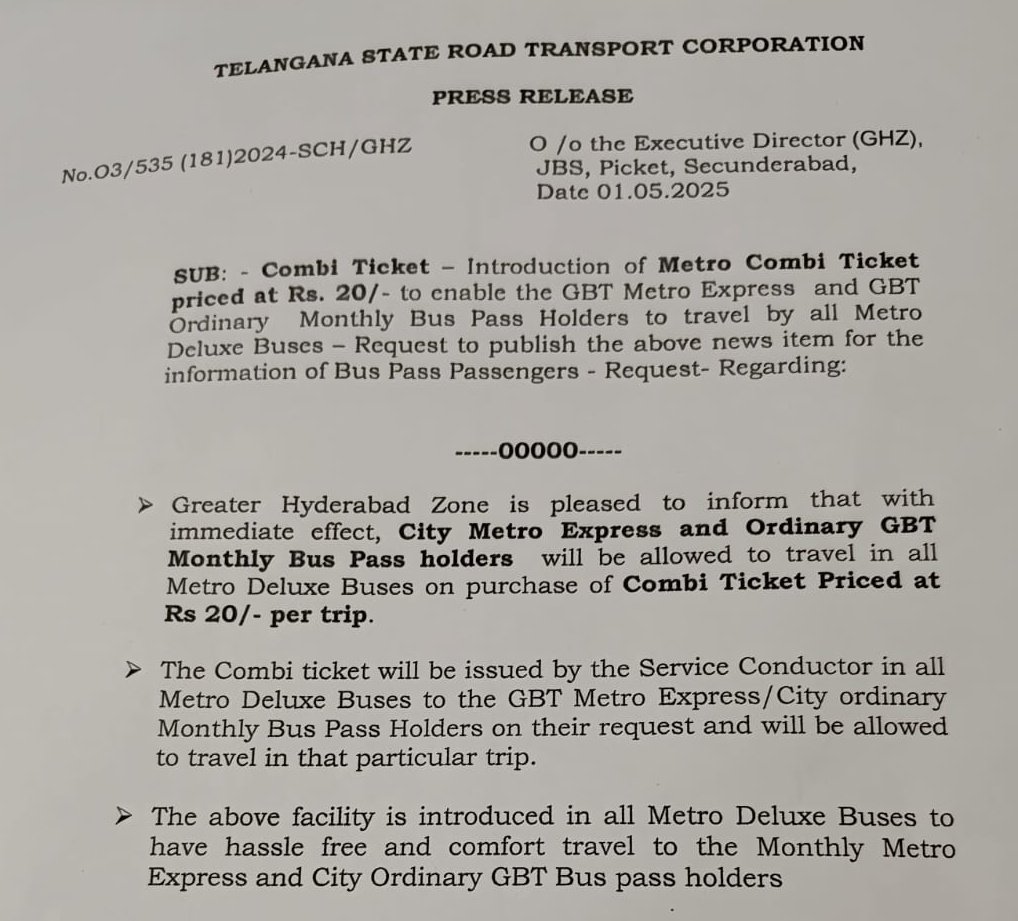 TELANGANA STATE ROAD TRANSPORT CORPORATION
PRESS RELEASE
No.O3/535 (181)2024-SCH/GHZ
O /o the Executive Director (GHZ),
JBS, Picket, Secunderabad,
Date 01.05.2025
SUB: - Combi Ticket – Introduction of Metro Combi Ticket
priced at Rs. 20/- to enable the GBT Metro Express and GBT
Ordinary Monthly Bus Pass Holders to travel by all Metro
Deluxe Buses – Request to publish the above news item for the
information of Bus Pass Passengers - Request- Regarding:
-----00000-----
➢ Greater Hyderabad Zone is pleased to inform that with
immediate effect, City Metro Express and Ordinary GBT
Monthly Bus Pass holders will be allowed to travel in all
Metro Deluxe Buses on purchase of Combi Ticket Priced at
Rs 20/- per trip.
➢ The Combi ticket will be issued by the Service Conductor in all
Metro Deluxe Buses to the GBT Metro Express/City ordinary
Monthly Bus Pass Holders on their request and will be allowed
to travel in that particular trip.
➢ The above facility is introduced in all Metro Deluxe Buses to
have hassle free and comfort travel to the Monthly Metro
Express and City Ordinary GBT Bus pass holders